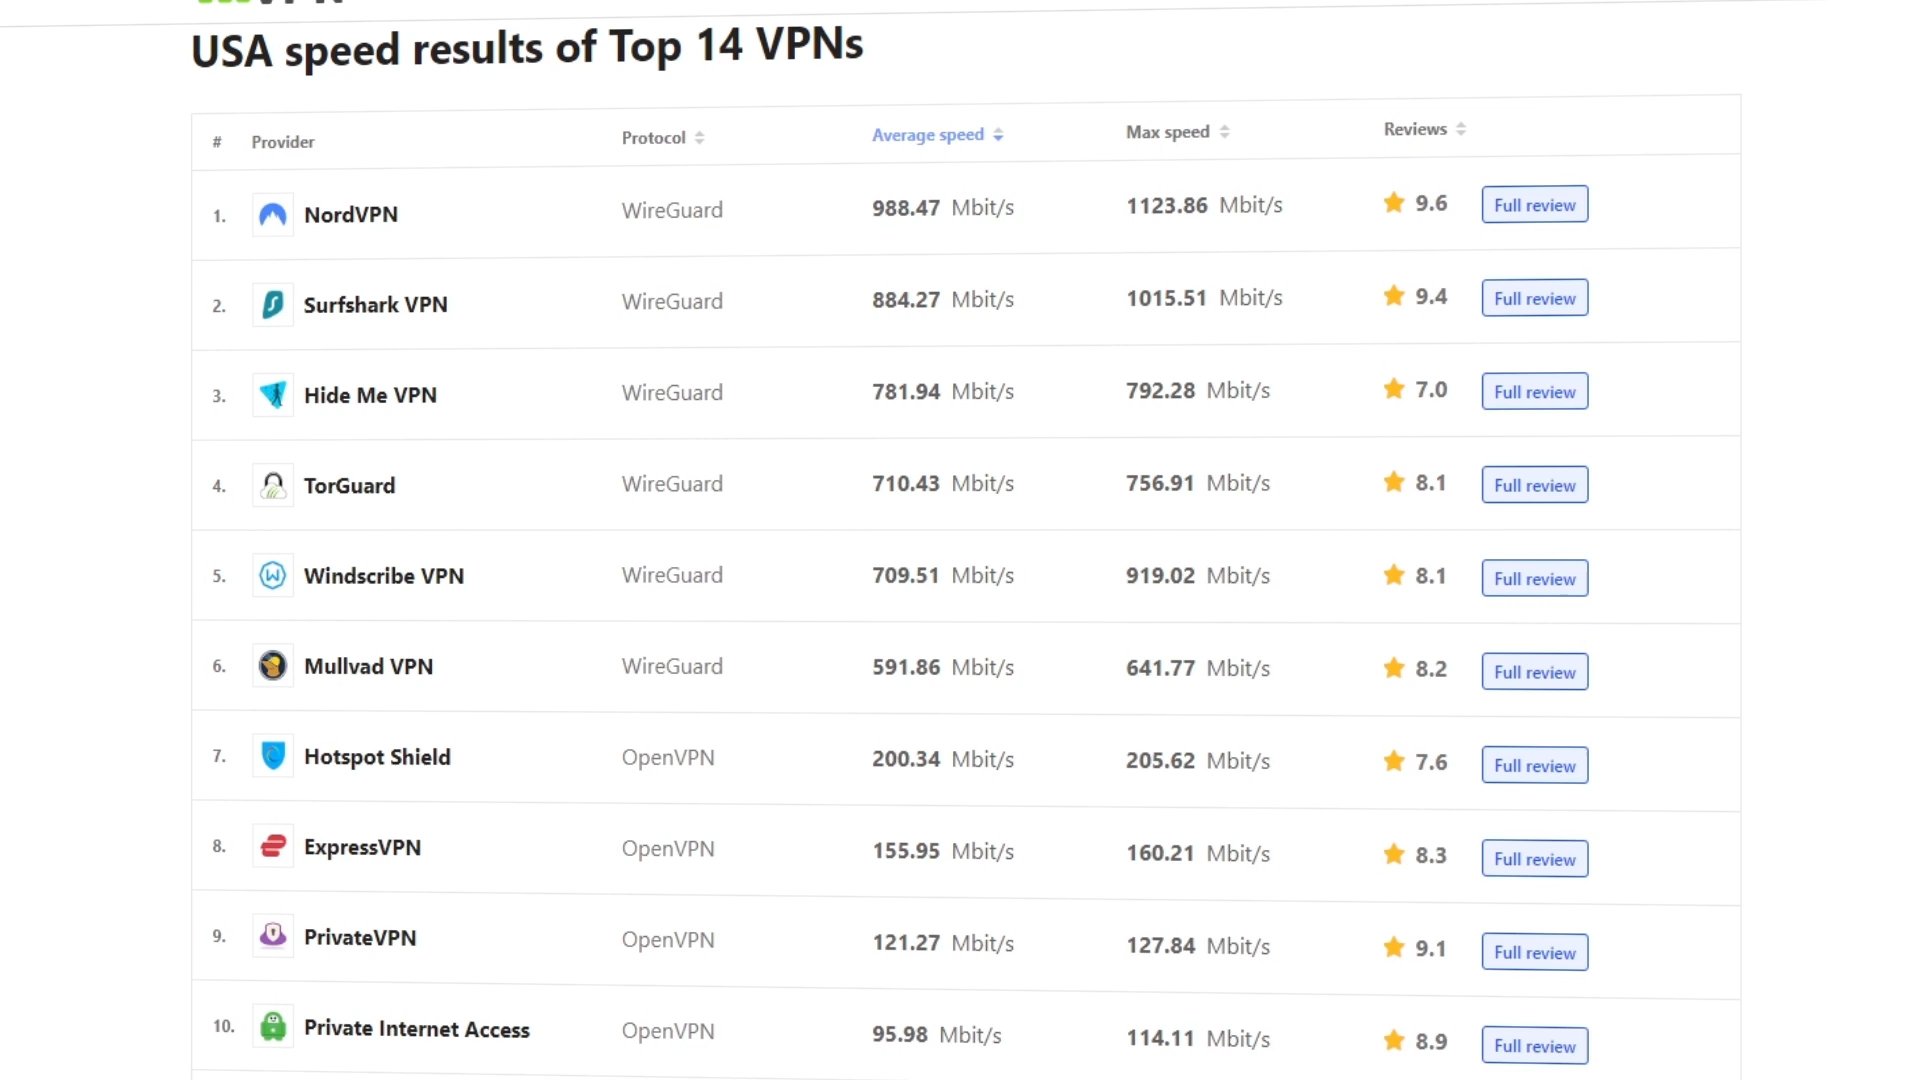 USA speed results of Top 14 VPNs
# Provider Protocol Average speed Max speed Reviews
1. NordVPN WireGuard 988.47 Mbit/s 1123.86 Mbit/s 9.6 Full review
2. Surfshark VPN WireGuard 884.27 Mbit/s 1015.51 Mbit/s 9.4 Full review
3. Hide Me VPN WireGuard 781.94 Mbit/s 792.28 Mbit/s 7.0 Full review
4. TorGuard WireGuard 710.43 Mbit/s 756.91 Mbit/s 8.1 Full review
5. Windscribe VPN WireGuard 709.51 Mbit/s 919.02 Mbit/s 8.1 Full review
6. Mullvad VPN WireGuard 591.86 Mbit/s 641.77 Mbit/s 8.2 Full review
7. Hotspot Shield OpenVPN 200.34 Mbit/s 205.62 Mbit/s 7.6 Full review
8. ExpressVPN OpenVPN 155.95 Mbit/s 160.21 Mbit/s 8.3 Full review
9. PrivateVPN OpenVPN 121.27 Mbit/s 127.84 Mbit/s 9.1 Full review
10. Private Internet Access OpenVPN 95.98 Mbit/s 114.11 Mbit/s 8.9 Full review